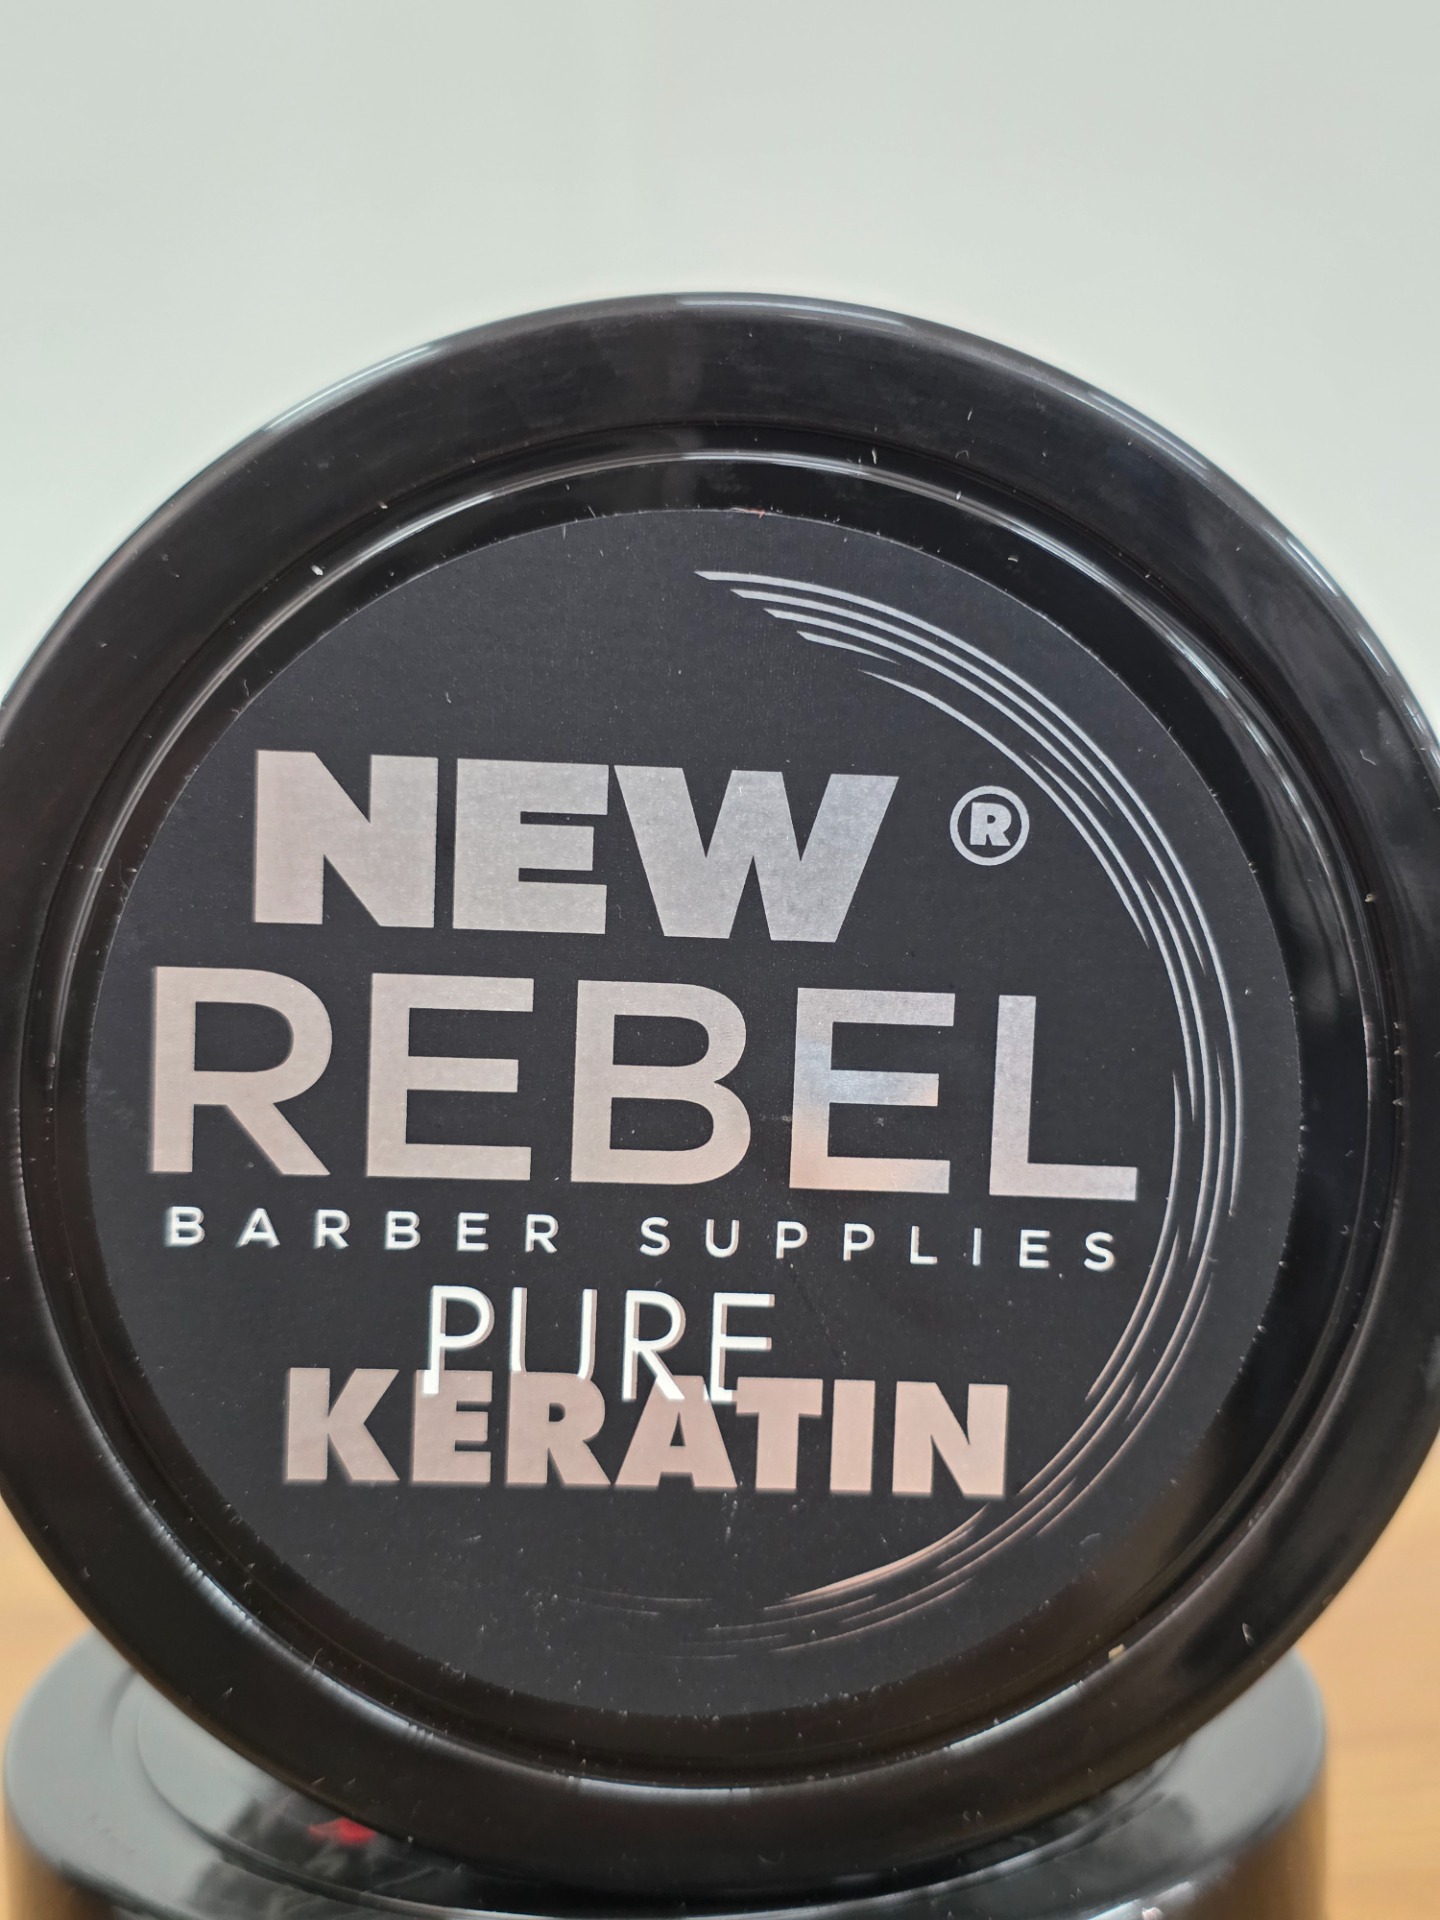 NEW ®
REBEL
BARBER SUPPLIES
PURE
KERATIN